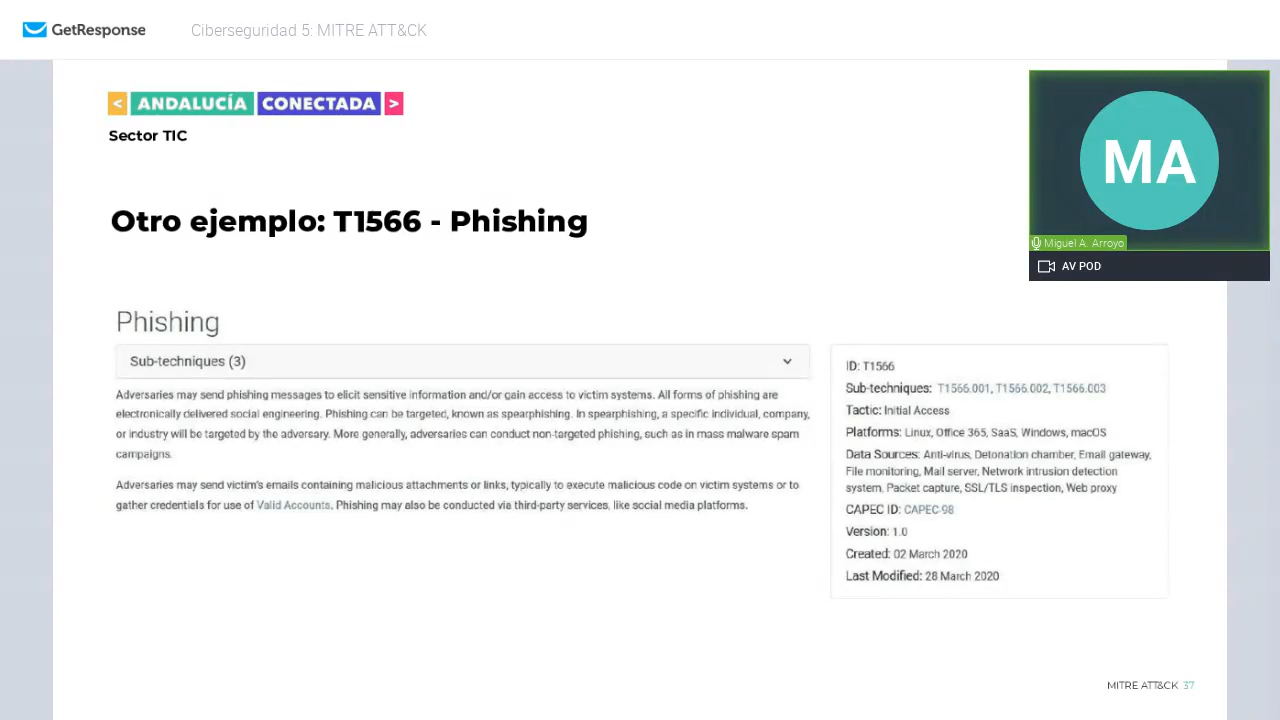 GetResponse
Ciberseguridad 5: MITRE ATT&CK
< ANDALUCÍA CONECTADA >
Sector TIC
MA
Miguel A. Arroyo
AV POD
Otro ejemplo: T1566 - Phishing
Phishing
Sub-techniques (3)
Adversaries may send phishing messages to elicit sensitive information and/or gain access to victim systems. All forms of phishing are
electronically delivered social engineering. Phishing can be targeted, known as spearphishing. In spearphishing, a specific individual, company,
or industry will be targeted by the adversary. More generally, adversaries can conduct non-targeted phishing, such as in mass malware spam
campaigns.
Adversaries may send victim's emails containing malicious attachments or links, typically to execute malicious code on victim systems or to
gather credentials for use of Valid Accounts. Phishing may also be conducted via third-party services, like social media platforms.
ID: T1566
Sub-techniques: T1566.001, T1566.002, T1566.003
Tactic: Initial Access
Platforms: Linux, Office 365, SaaS, Windows, macOS
Data Sources: Anti-virus, Detonation chamber, Email gateway,
File monitoring, Mail server, Network intrusion detection
system, Packet capture, SSL/TLS inspection, Web proxy
CAPEC ID: CAPEC-98
Version: 1.0
Created: 02 March 2020
Last Modified: 28 March 2020
MITRE ATT&CK 37